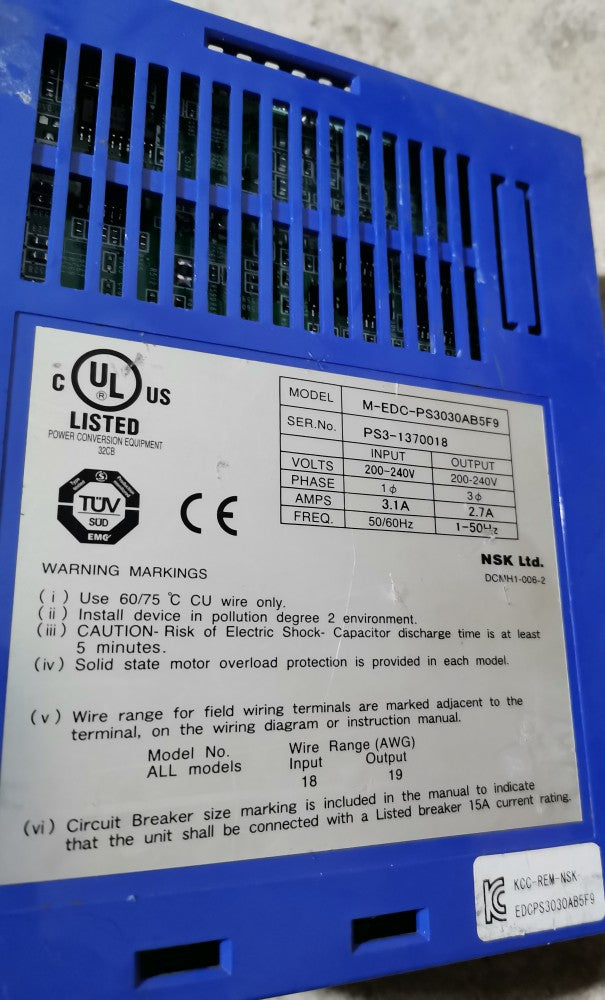 C UL US
®
LISTED
POWER CONVERSION EQUIPMENT
32CB
TÜV
SÜD
EMC
CE
MODEL M-EDC-PS3030AB5F9
SER.No. PS3-1370018
INPUT OUTPUT
VOLTS 200-240V 200-240V
PHASE 1φ 3φ
AMPS 3.1A 2.7A
FREQ. 50/60Hz 1-50Hz
NSK Ltd.
DCMH1-006-2
WARNING MARKINGS
(i) Use 60/75 ℃ CU wire only.
(ii) Install device in pollution degree 2 environment.
(iii) CAUTION- Risk of Electric Shock- Capacitor discharge time is at least
5 minutes.
(iv) Solid state motor overload protection is provided in each model.
(v) Wire range for field wiring terminals are marked adjacent to the
terminal, on the wiring diagram or instruction manual.
Model No. Wire Range (AWG)
ALL models Input Output
18 19
(vi) Circuit Breaker size marking is included in the manual to indicate
that the unit shall be connected with a Listed breaker 15A current rating.
KCC-REM-NSK-
EDCPS3030AB5F9